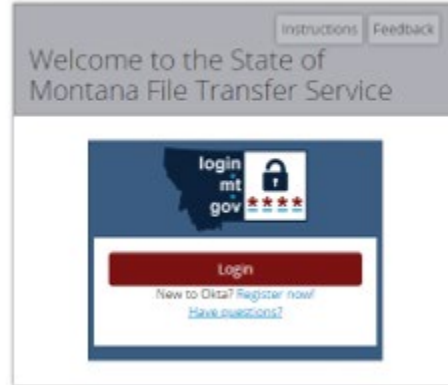 Instructions Feedback
Welcome to the State of
Montana File Transfer Service
login
mt
gov ****
Login
New to Okta? Register now!
Have questions?